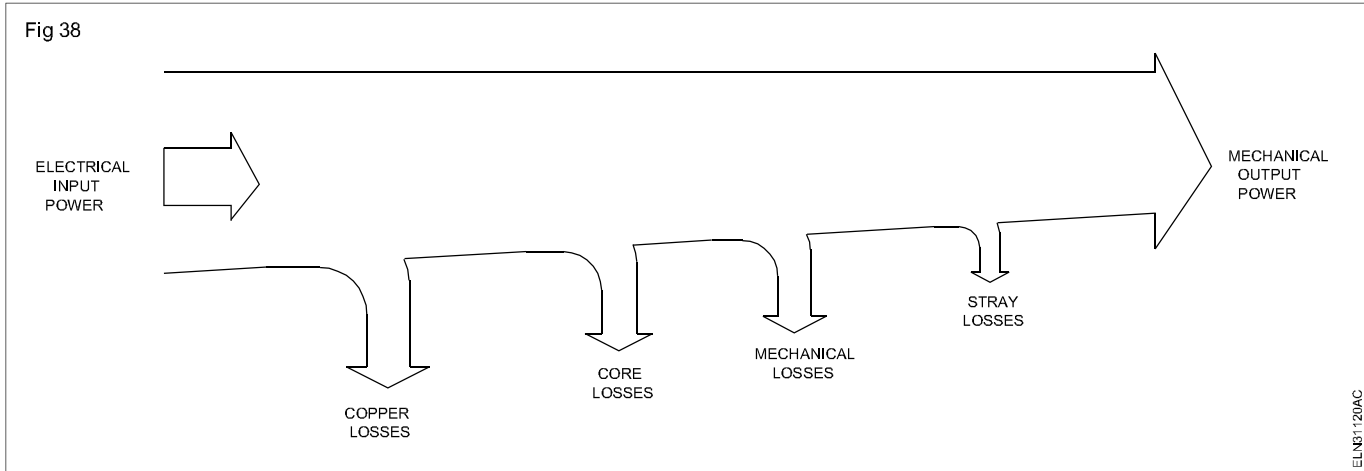 Fig 38
ELECTRICAL
INPUT
POWER
MECHANICAL
OUTPUT
POWER
COPPER
LOSSES
CORE
LOSSES
MECHANICAL
LOSSES
STRAY
LOSSES
ELN31120AC